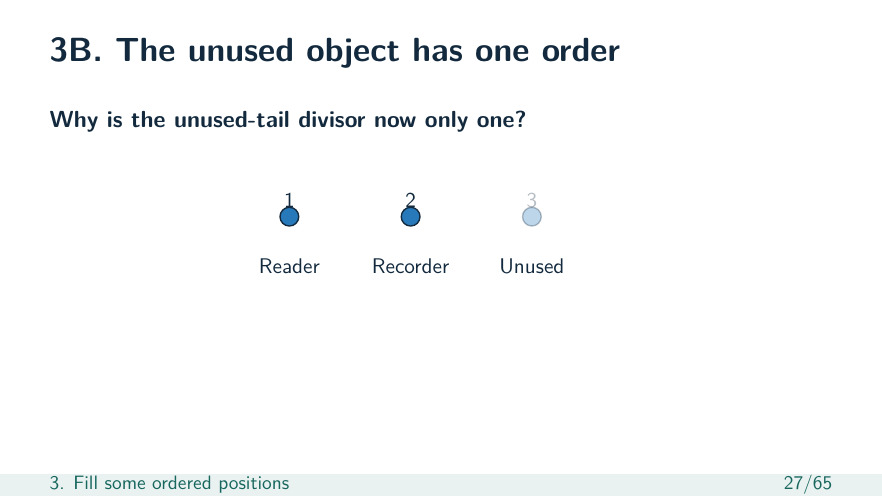 3B. The unused object has one order
Why is the unused-tail divisor now only one?
1 2 3
Reader Recorder Unused
3. Fill some ordered positions 27/65